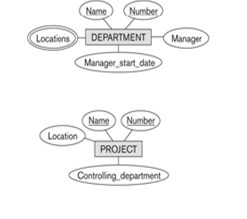 Name Number
Locations DEPARTMENT Manager
Manager_start_date
Name Number
Location
PROJECT
Controlling_department